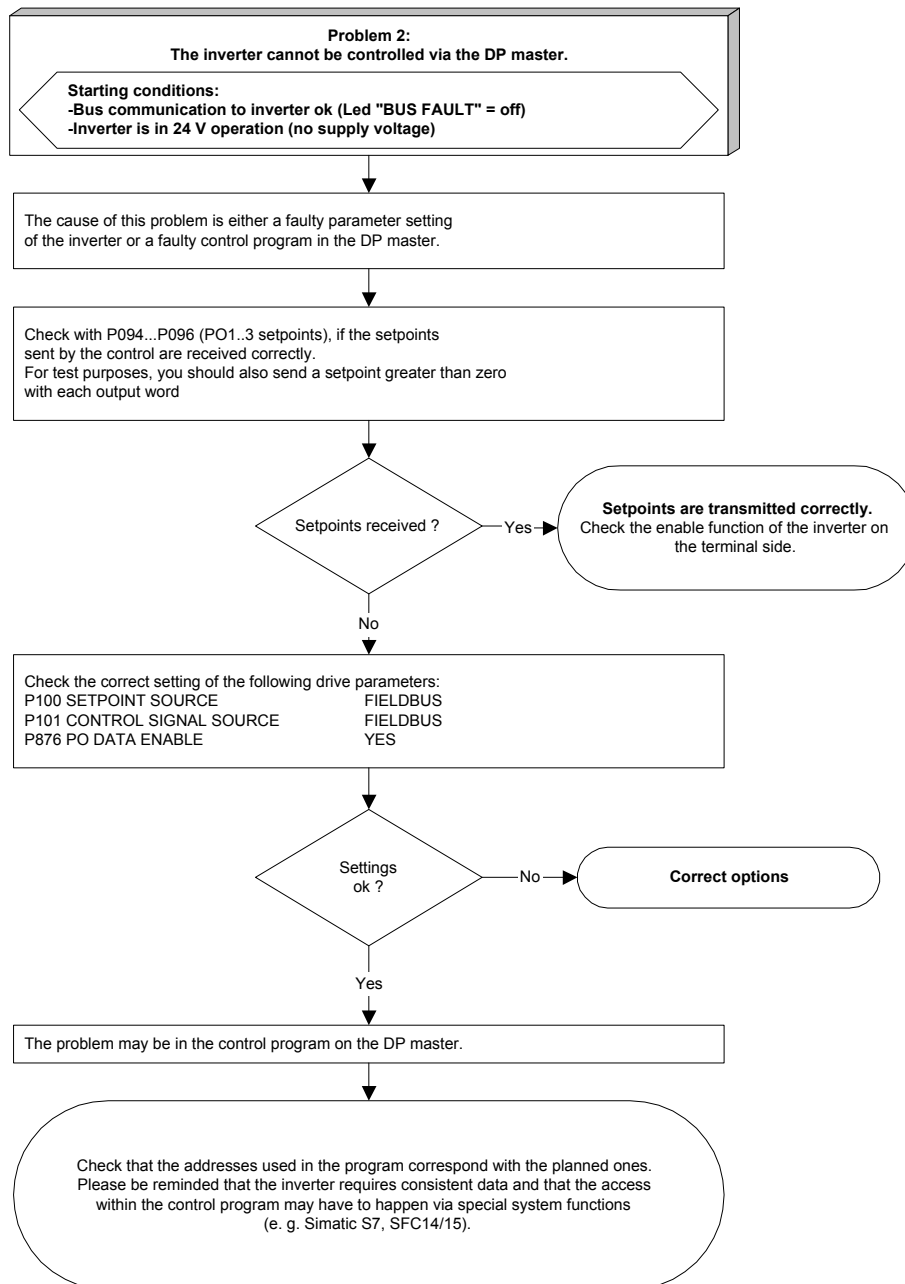 Problem 2:
The inverter cannot be controlled via the DP master.
Starting conditions:
-Bus communication to inverter ok (Led "BUS FAULT" = off)
-Inverter is in 24 V operation (no supply voltage)
The cause of this problem is either a faulty parameter setting
of the inverter or a faulty control program in the DP master.
Check with P094...P096 (PO1..3 setpoints), if the setpoints
sent by the control are received correctly.
For test purposes, you should also send a setpoint greater than zero
with each output word
Setpoints received ?
Yes
Setpoints are transmitted correctly.
Check the enable function of the inverter on
the terminal side.
No
Check the correct setting of the following drive parameters:
P100 SETPOINT SOURCE FIELDBUS
P101 CONTROL SIGNAL SOURCE FIELDBUS
P876 PO DATA ENABLE YES
Settings
ok ?
No
Correct options
Yes
The problem may be in the control program on the DP master.
Check that the addresses used in the program correspond with the planned ones.
Please be reminded that the inverter requires consistent data and that the access
within the control program may have to happen via special system functions
(e. g. Simatic S7, SFC14/15).